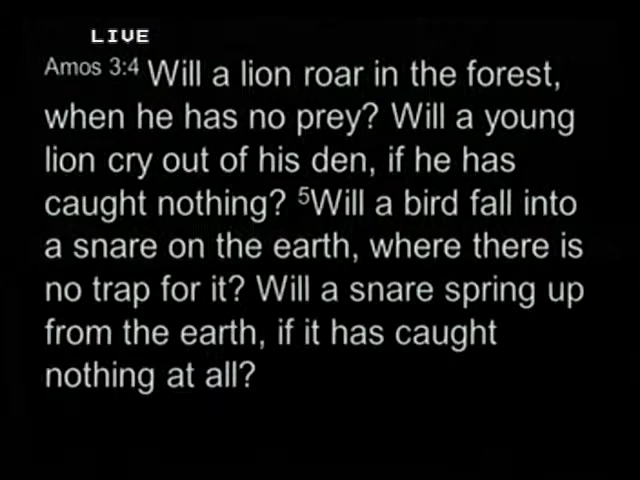 LIVE
Amos 3:4 Will a lion roar in the forest,
when he has no prey? Will a young
lion cry out of his den, if he has
caught nothing? 5Will a bird fall into
a snare on the earth, where there is
no trap for it? Will a snare spring up
from the earth, if it has caught
nothing at all?